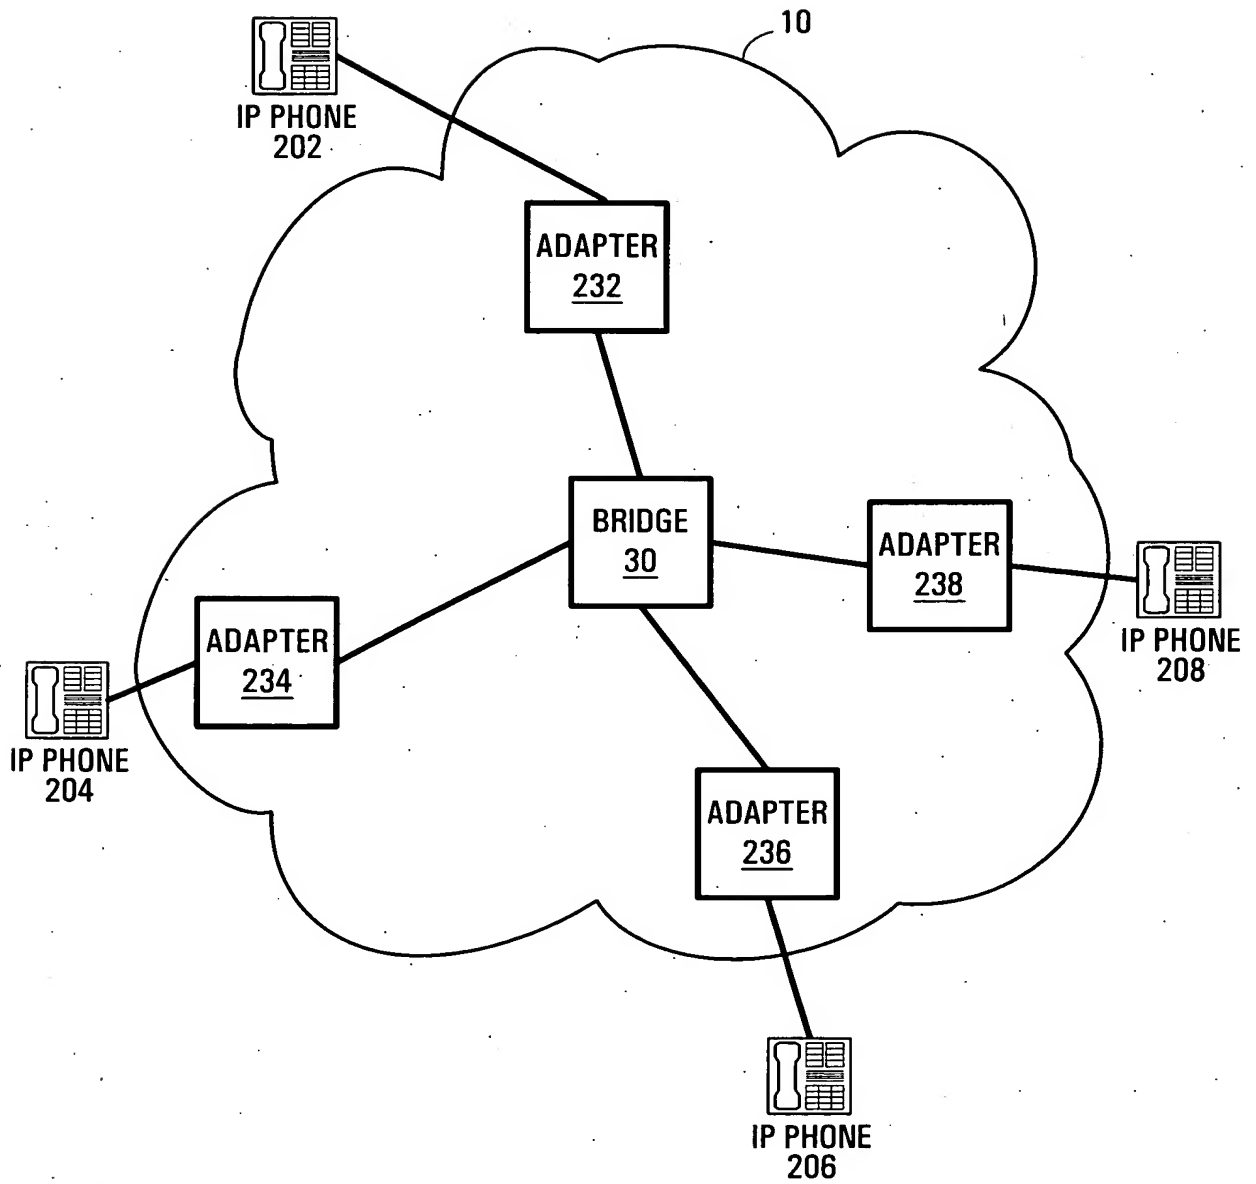 10
IP PHONE
202
ADAPTER
232
BRIDGE
30
ADAPTER
238
ADAPTER
234
IP PHONE
208
IP PHONE
204
ADAPTER
236
IP PHONE
206